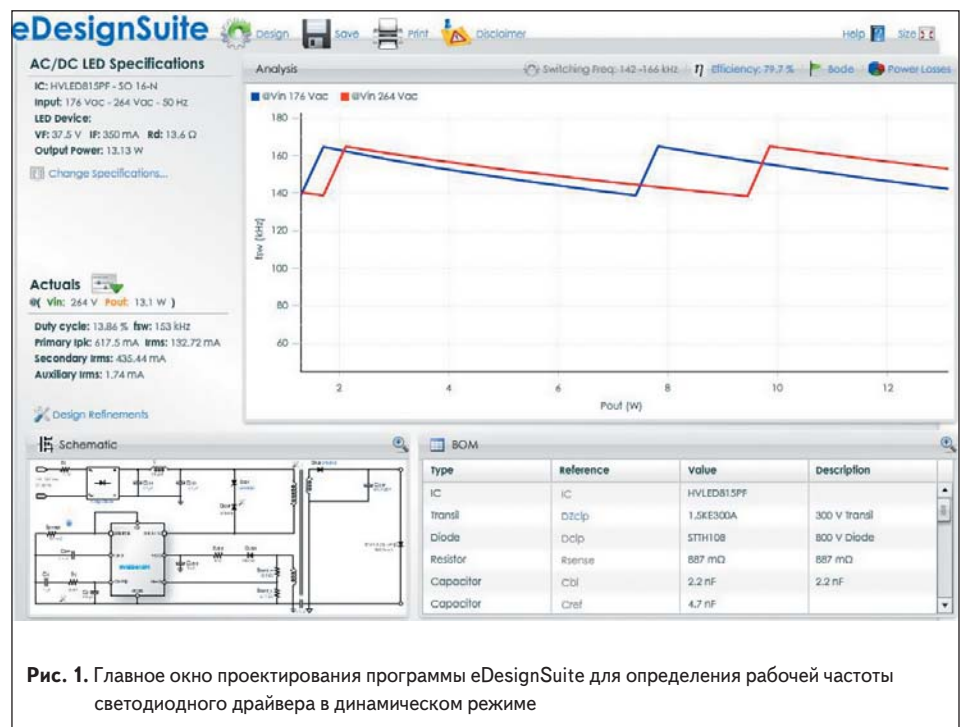 eDesignSuite Design Save Print Disclaimer Help Size
AC/DC LED Specifications
IC: HVLED815PF - SO 16-N
Input: 176 Vac - 264 Vac - 50 Hz
LED Device:
VF: 37.5 V IF: 350 mA Rd: 13.6 Ω
Output Power: 13.13 W
Change Specifications...
Actuals
@( Vin: 264 V Pout: 13.1 W )
Duty cycle: 13.86 % fsw: 153 kHz
Primary Ipk: 617.5 mA Irms: 132.72 mA
Secondary Irms: 435.44 mA
Auxiliary Irms: 1.74 mA
Design Refinements
Analysis Switching Freq: 142-166 kHz η Efficiency: 79.7 % Bode Power Losses
@Vin 176 Vac @Vin 264 Vac
180
160
140
120
100
80
60
fsw (kHz)
2 4 6 8 10 12
Pout (W)
Schematic
BOM
Type Reference Value Description
IC IC HVLED815PF
Transil DZclp 1.5KE300A 300 V Transil
Diode Dclp STTH108 800 V Diode
Resistor Rsense 887 mΩ 887 mΩ
Capacitor Cbl 2.2 nF 2.2 nF
Capacitor Cref 4.7 nF
Рис. 1. Главное окно проектирования программы eDesignSuite для определения рабочей частоты
светодиодного драйвера в динамическом режиме